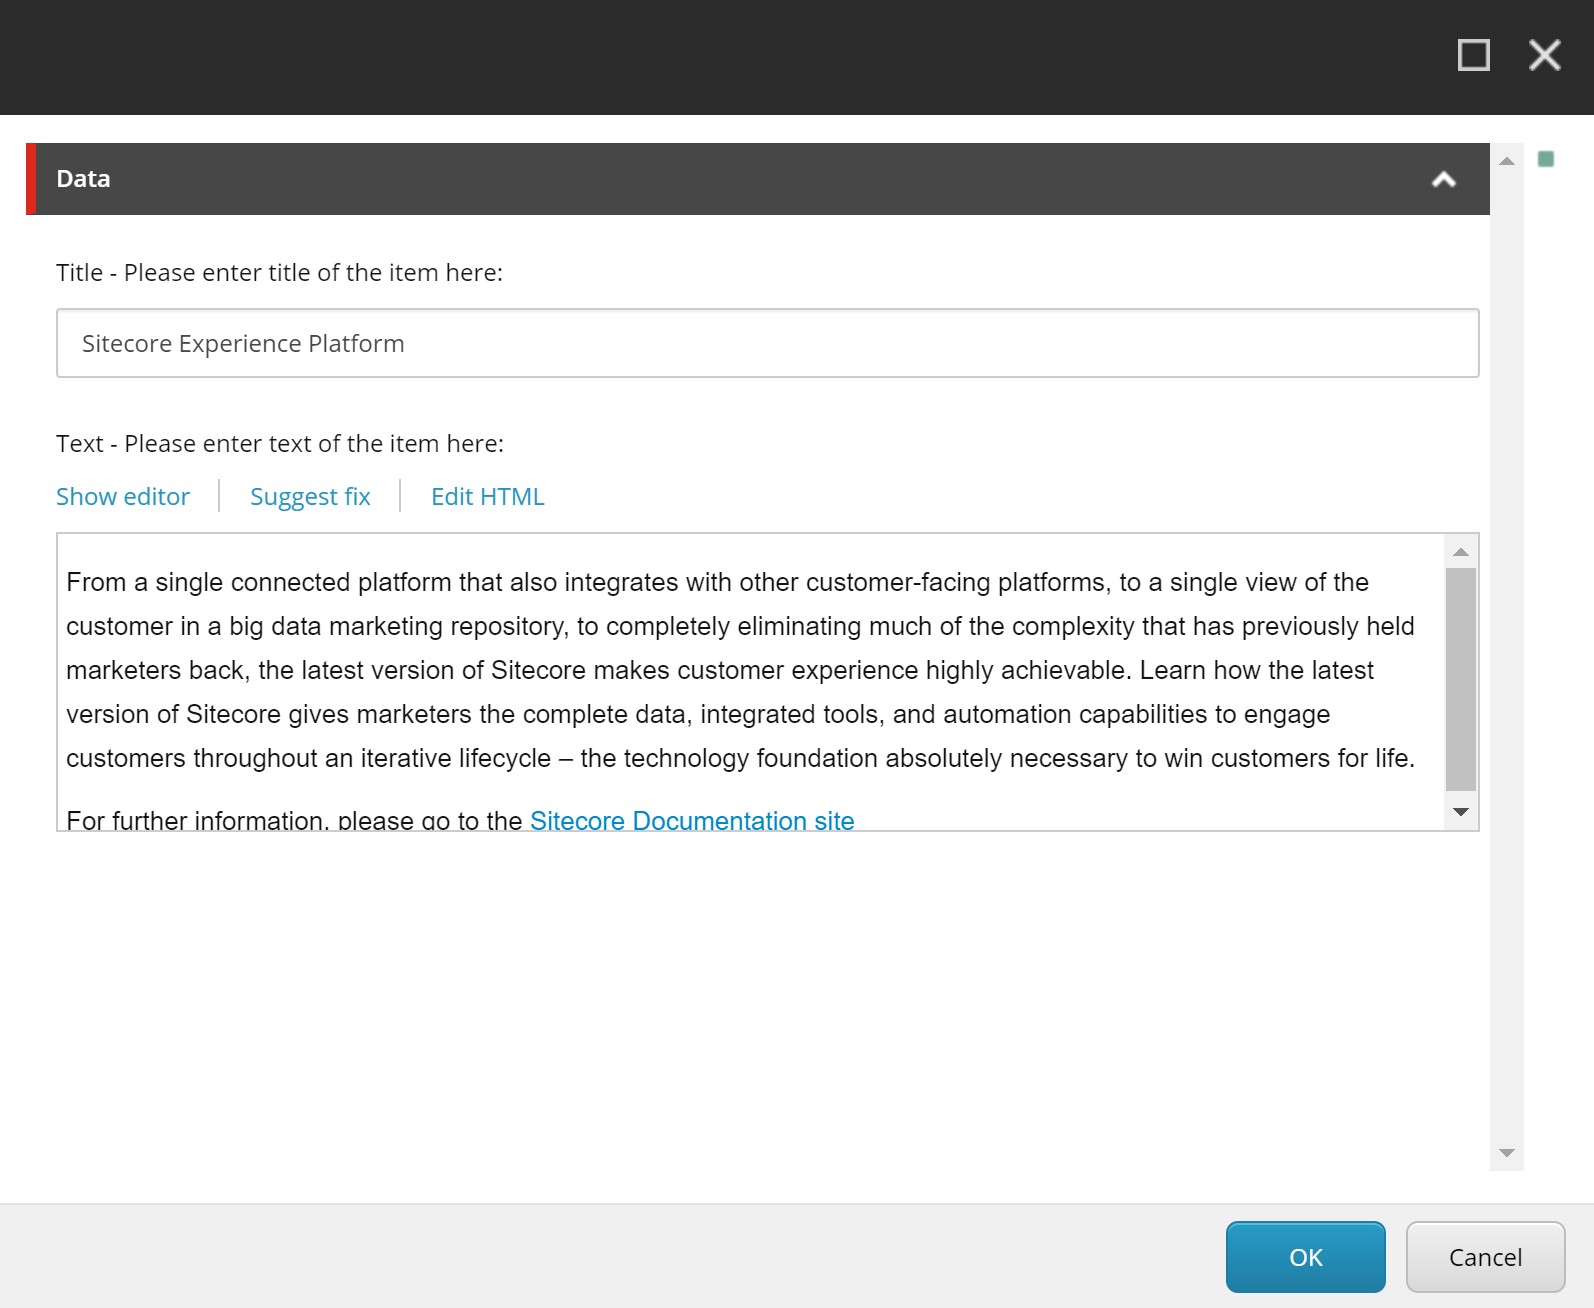 Data
Title - Please enter title of the item here:
Sitecore Experience Platform
Text - Please enter text of the item here:
Show editor Suggest fix Edit HTML
From a single connected platform that also integrates with other customer-facing platforms, to a single view of the
customer in a big data marketing repository, to completely eliminating much of the complexity that has previously held
marketers back, the latest version of Sitecore makes customer experience highly achievable. Learn how the latest
version of Sitecore gives marketers the complete data, integrated tools, and automation capabilities to engage
customers throughout an iterative lifecycle – the technology foundation absolutely necessary to win customers for life.
For further information, please go to the Sitecore Documentation site
OK Cancel